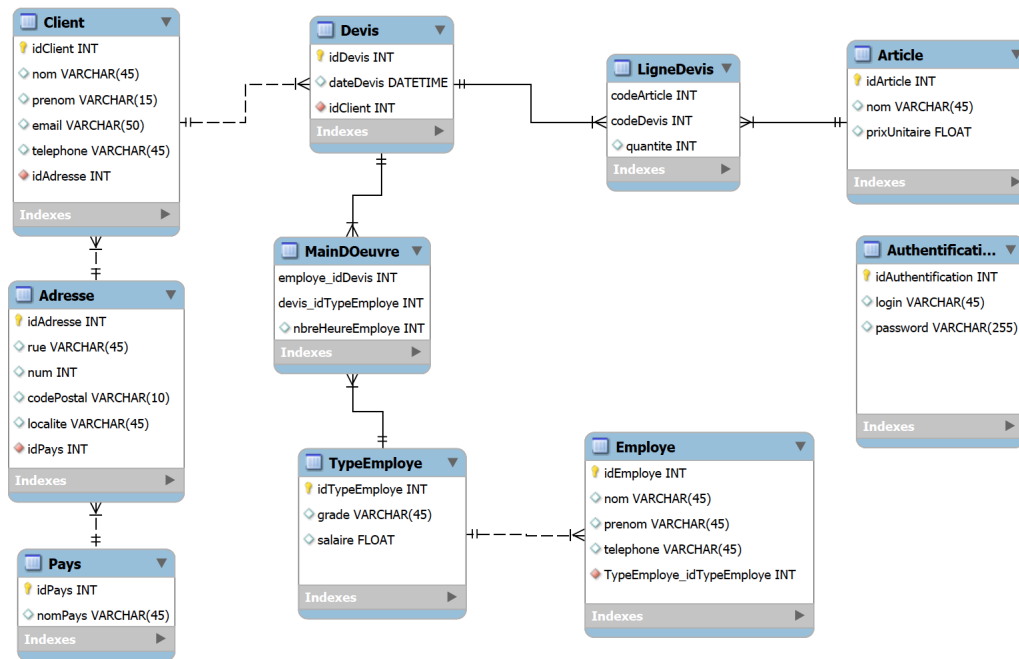 Client
idClient INT
nom VARCHAR(45)
prenom VARCHAR(15)
email VARCHAR(50)
telephone VARCHAR(45)
idAdresse INT
Indexes
Devis
idDevis INT
dateDevis DATETIME
idClient INT
Indexes
LigneDevis
codeArticle INT
codeDevis INT
quantite INT
Indexes
Article
idArticle INT
nom VARCHAR(45)
prixUnitaire FLOAT
Indexes
MainDOeuvre
employe_idDevis INT
devis_idTypeEmploye INT
nbreHeureEmploye INT
Indexes
Authentificati...
idAuthentification INT
login VARCHAR(45)
password VARCHAR(255)
Indexes
Adresse
idAdresse INT
rue VARCHAR(45)
num INT
codePostal VARCHAR(10)
localite VARCHAR(45)
idPays INT
Indexes
TypeEmploye
idTypeEmploye INT
grade VARCHAR(45)
salaire FLOAT
Indexes
Employe
idEmploye INT
nom VARCHAR(45)
prenom VARCHAR(45)
telephone VARCHAR(45)
TypeEmploye_idTypeEmploye INT
Indexes
Pays
idPays INT
nomPays VARCHAR(45)
Indexes